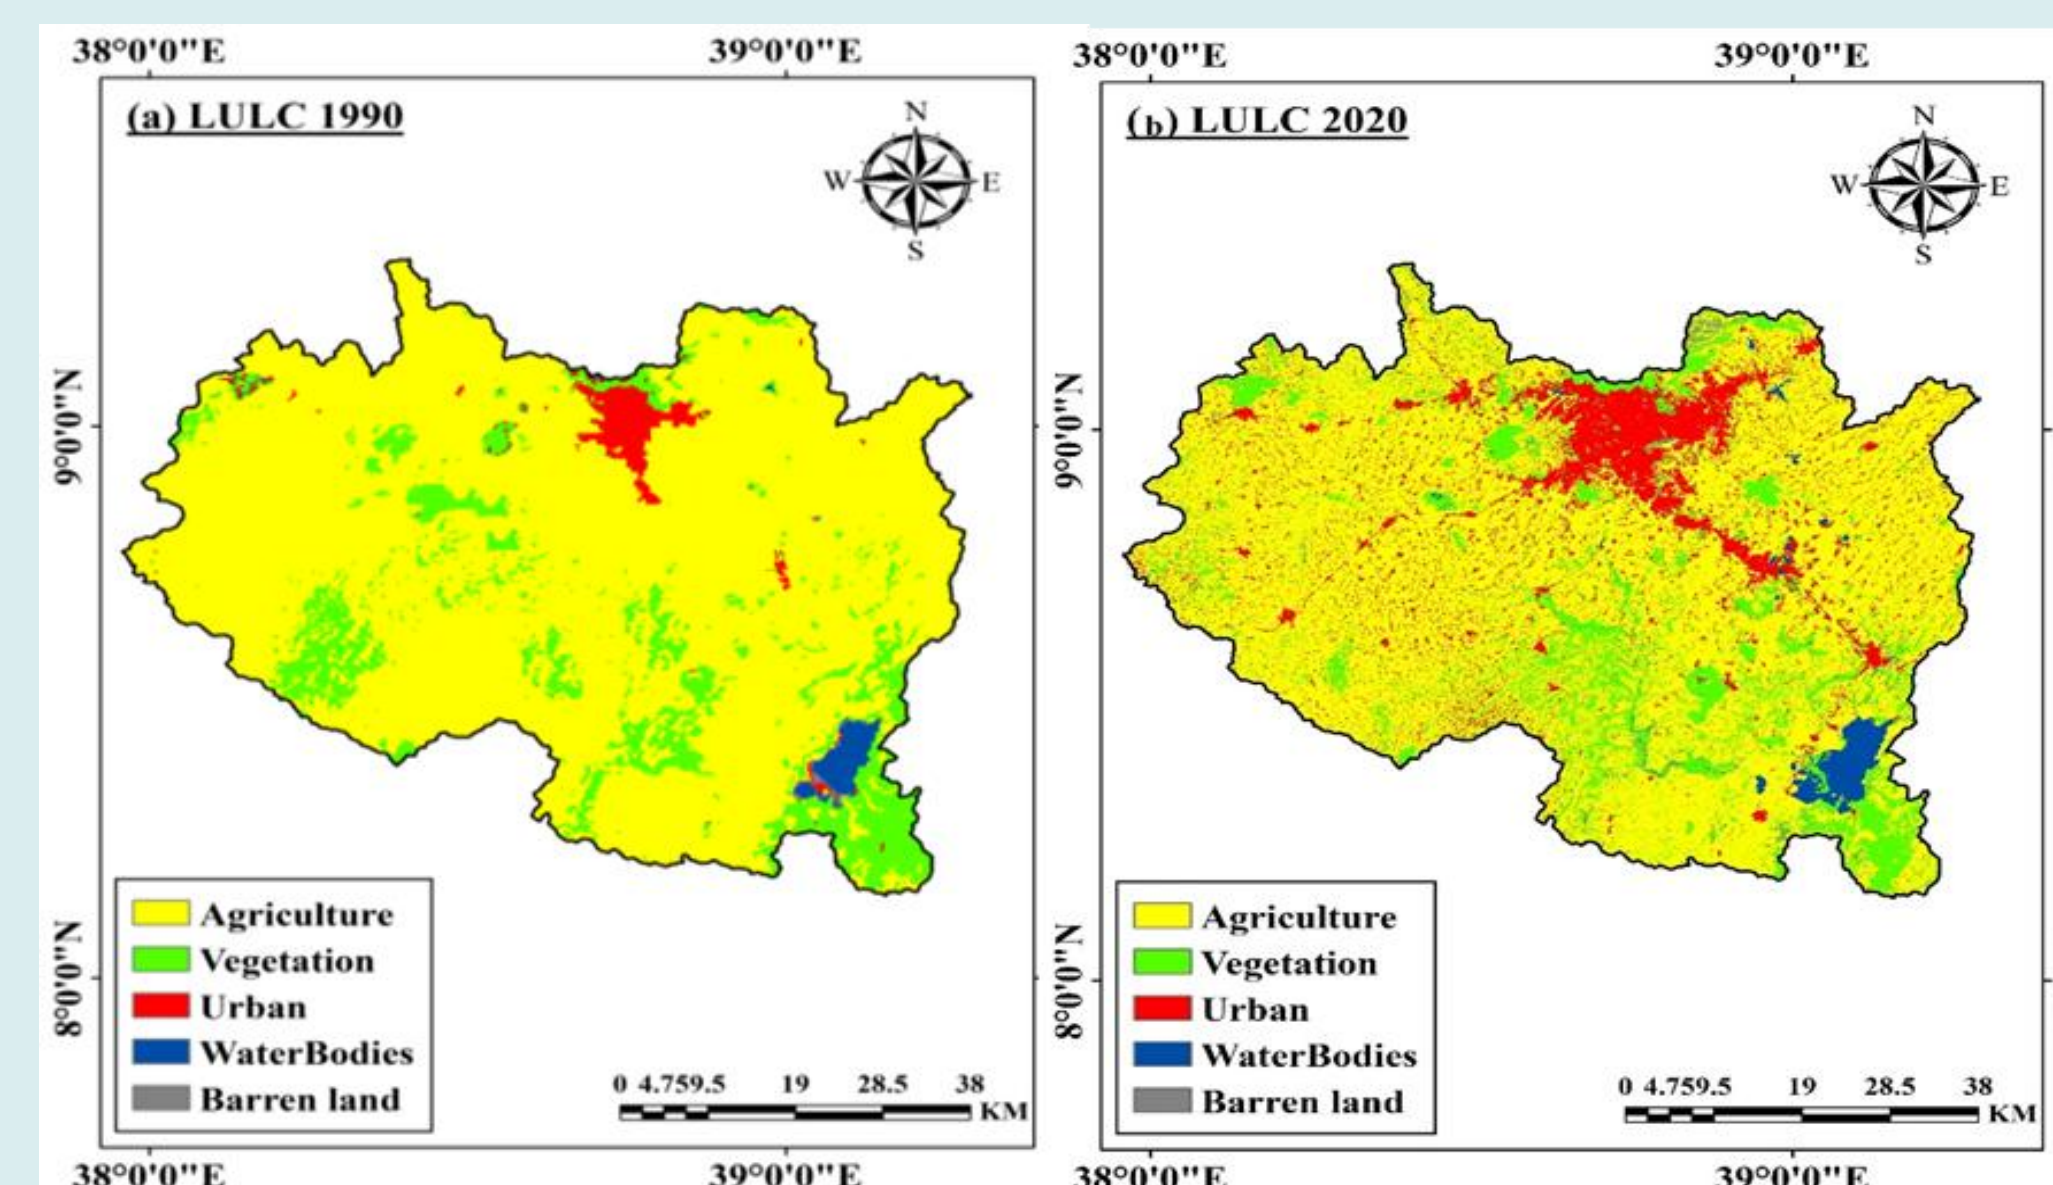 38°0'0"E 39°0'0"E
(a) LULC 1990
N
W E
S
9°0'0"N
8°0'0"N
Agriculture
Vegetation
Urban
WaterBodies
Barren land
0 4.759.5 19 28.5 38
KM
38°0'0"E 39°0'0"E
38°0'0"E 39°0'0"E
(b) LULC 2020
N
W E
S
9°0'0"N
8°0'0"N
Agriculture
Vegetation
Urban
WaterBodies
Barren land
0 4.759.5 19 28.5 38
KM
38°0'0"E 39°0'0"E